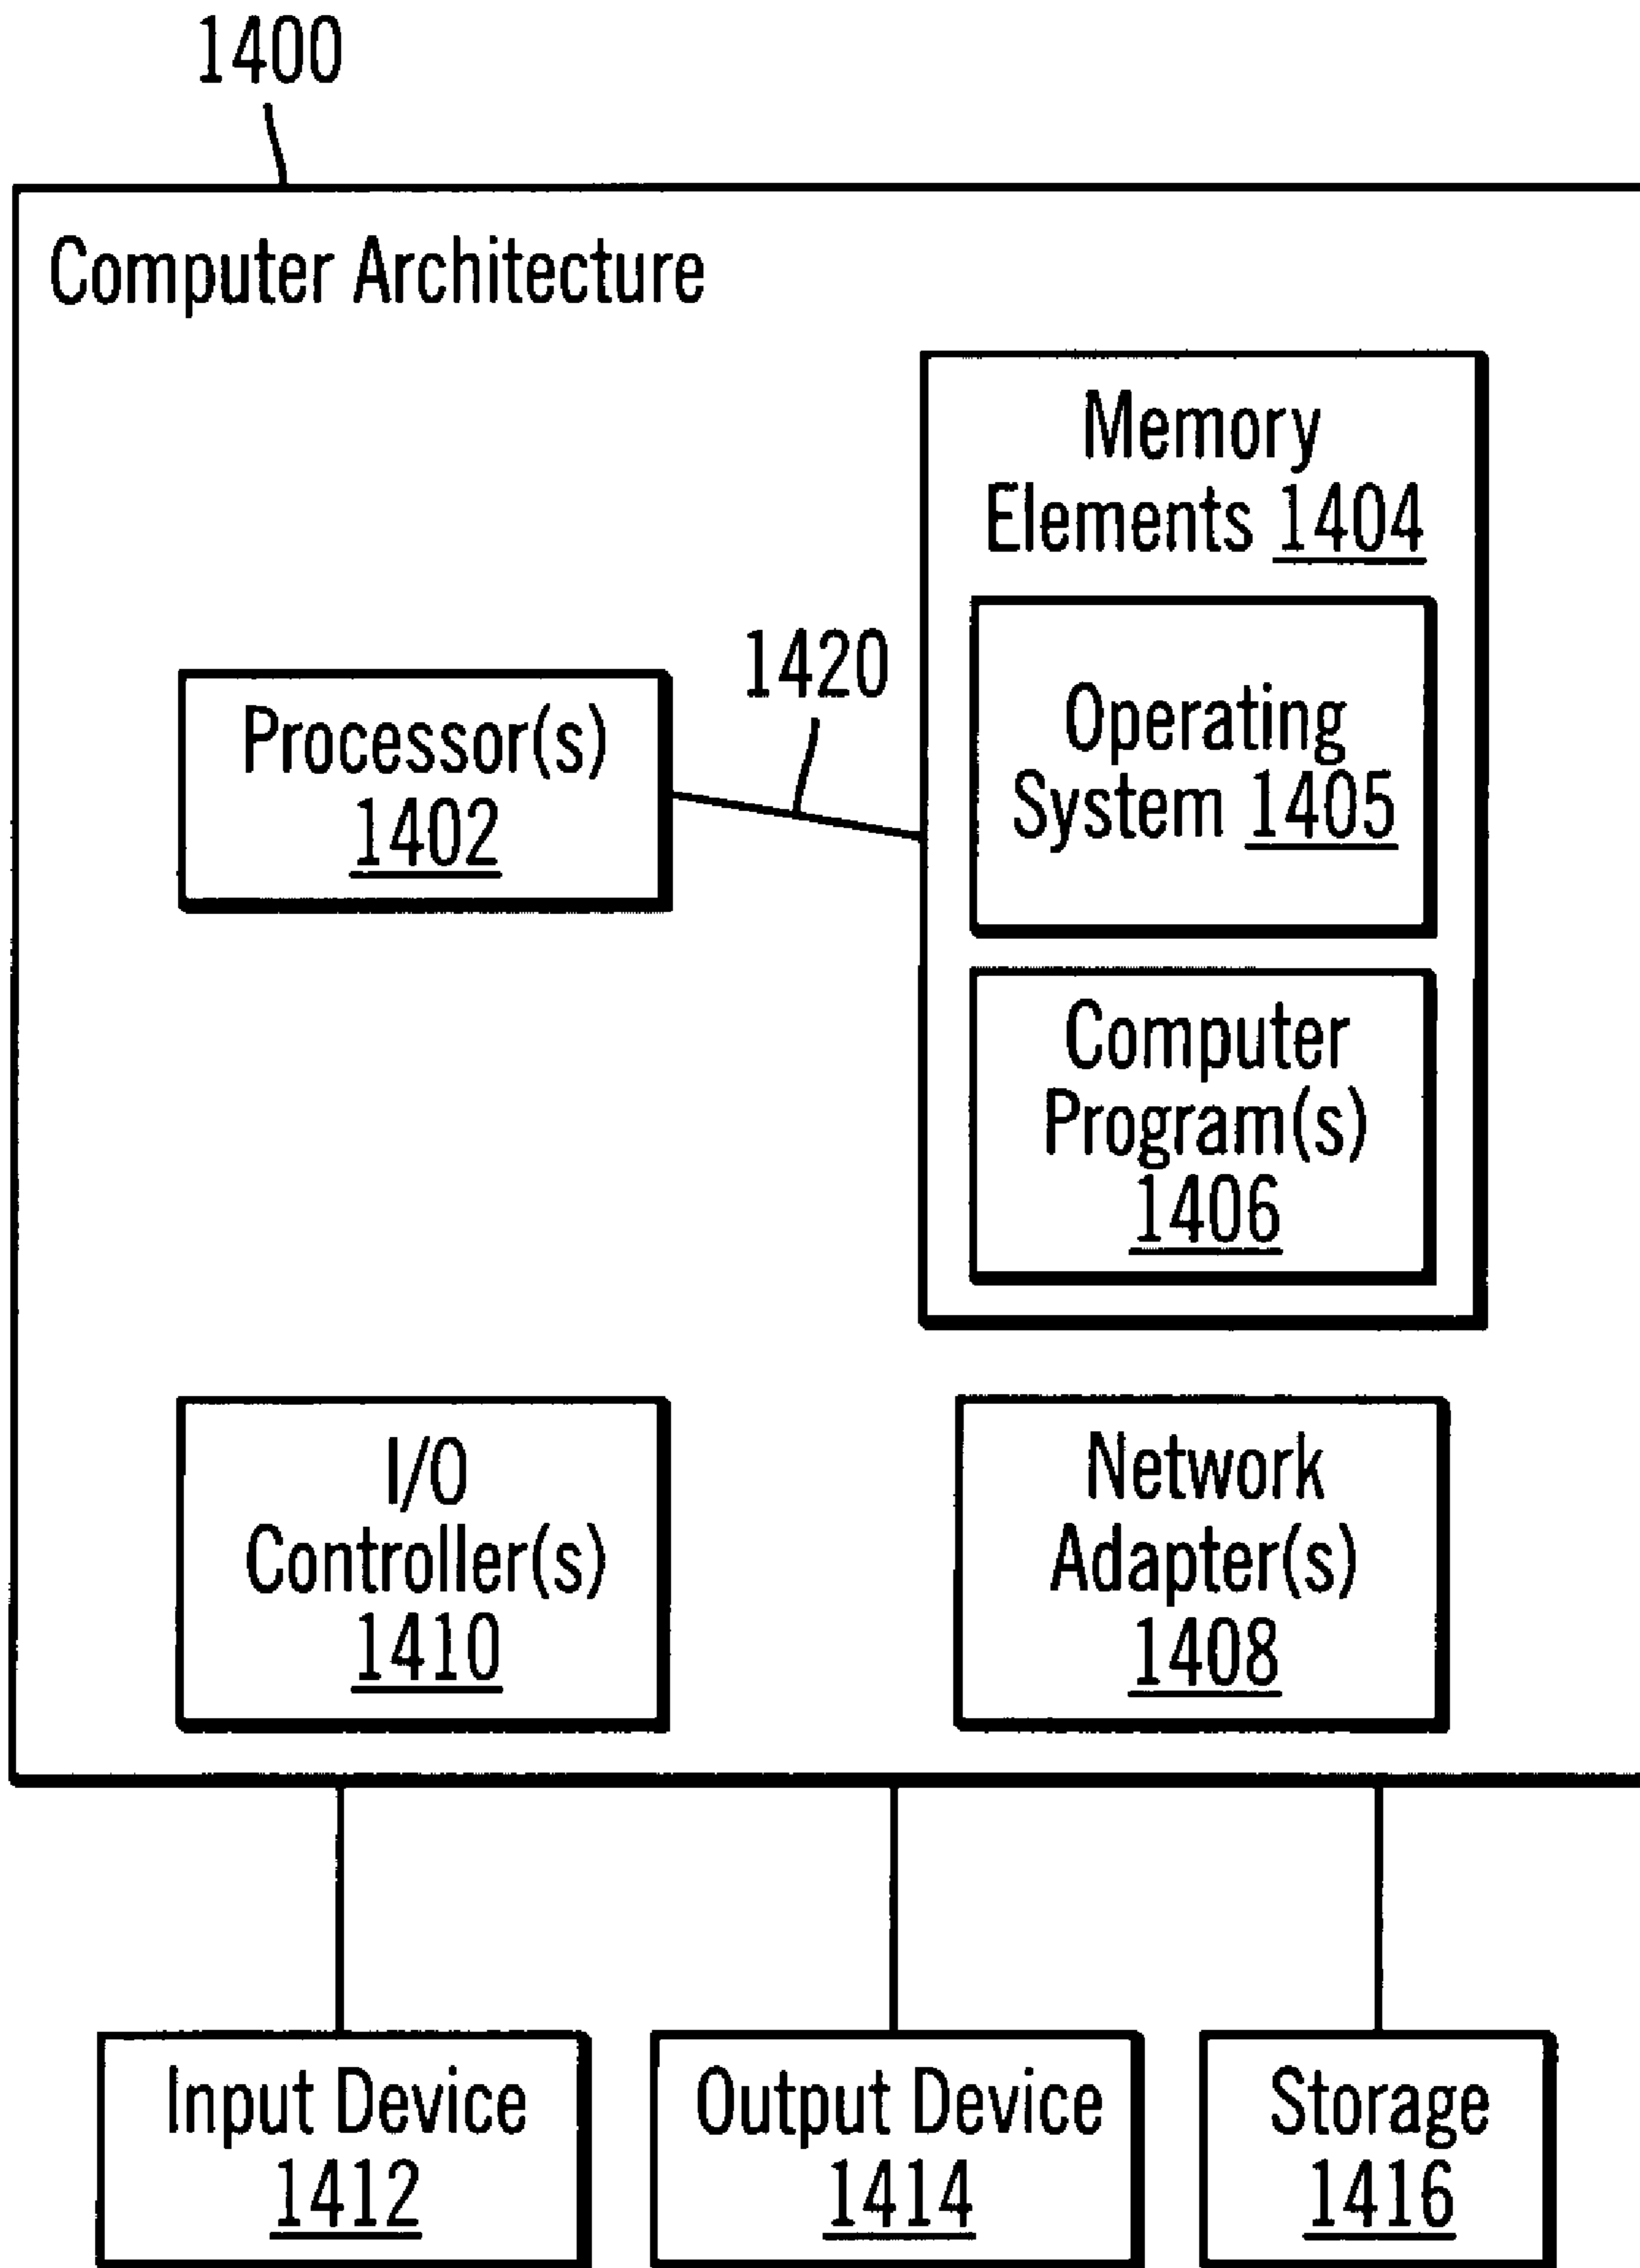 1400
Computer Architecture
Memory
Elements 1404
1420
Processor(s)
1402
Operating
System 1405
Computer
Program(s)
1406
I/O
Controller(s)
1410
Network
Adapter(s)
1408
Input Device
1412
Output Device
1414
Storage
1416